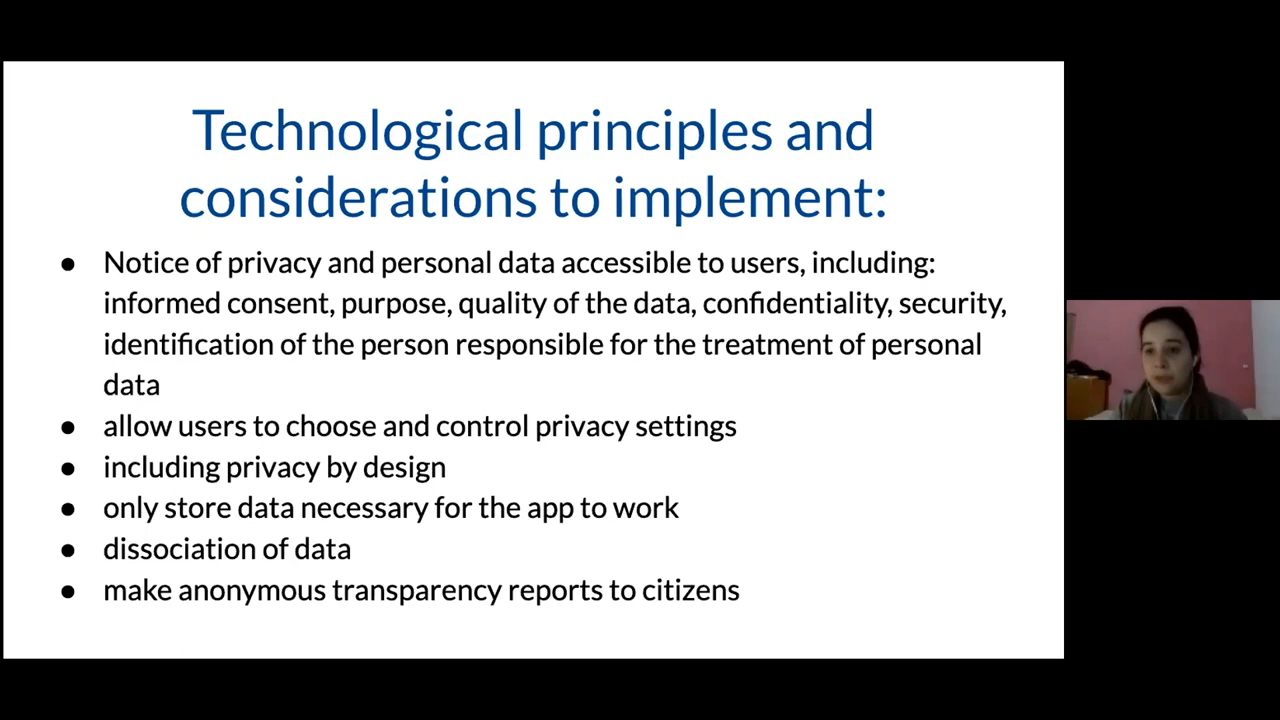 Technological principles and
considerations to implement:
● Notice of privacy and personal data accessible to users, including:
informed consent, purpose, quality of the data, confidentiality, security,
identification of the person responsible for the treatment of personal
data
● allow users to choose and control privacy settings
● including privacy by design
● only store data necessary for the app to work
● dissociation of data
● make anonymous transparency reports to citizens